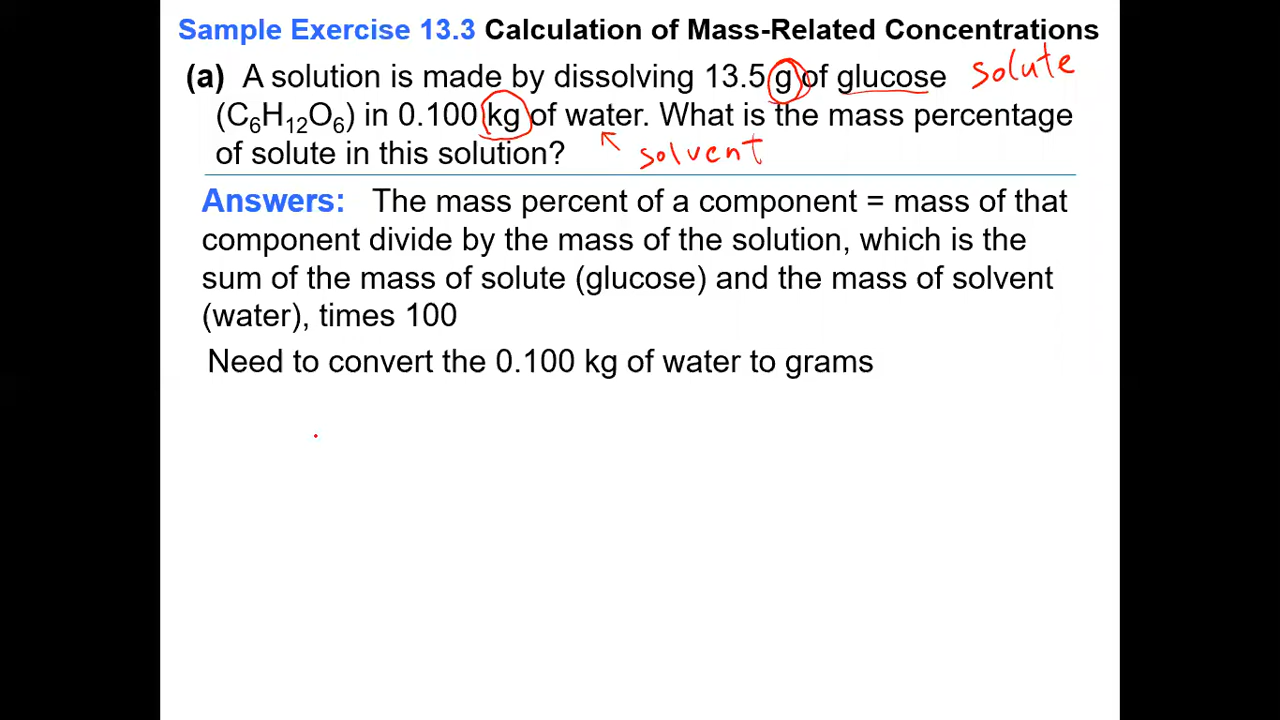 Sample Exercise 13.3 Calculation of Mass-Related Concentrations
(a) A solution is made by dissolving 13.5 g of glucose solute
(C₆H₁₂O₆) in 0.100 kg of water. What is the mass percentage
of solute in this solution? solvent
Answers: The mass percent of a component = mass of that
component divide by the mass of the solution, which is the
sum of the mass of solute (glucose) and the mass of solvent
(water), times 100
Need to convert the 0.100 kg of water to grams